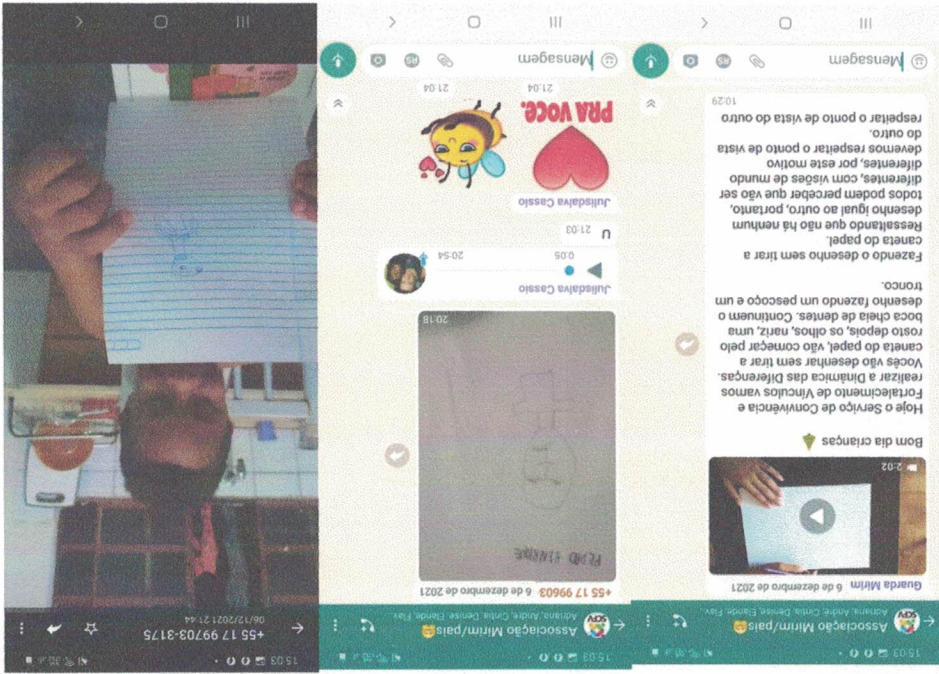 15:03
Associação Mirim/pais
Adriana, André, Cintia, Denise, Elaide, Flav...
SCFV
Guarda Mirim 6 de dezembro de 2021
2:02
Bom dia crianças
Hoje o Serviço de Convivência e
Fortalecimento de Vínculos vamos
realizar a Dinâmica das Diferenças.
Vocês vão desenhar sem tirar a
caneta do papel, vão começar pelo
rosto depois, os olhos, nariz, uma
boca cheia de dentes. Continuem o
desenho fazendo um pescoço e um
tronco.
Fazendo o desenho sem tirar a
caneta do papel.
Ressaltando que não há nenhum
desenho igual ao outro, portanto,
todos podem perceber que vão ser
diferentes, com visões de mundo
diferentes, por este motivo
devemos respeitar o ponto de vista
do outro.
respeitar o ponto de vista do outro
10:29
Mensagem
R$
15:03
Associação Mirim/pais
Adriana, André, Cintia, Denise, Elaide, Flav...
SCFV
+55 17 99603 6 de dezembro de 2021
PEDRO HENRIQUE
20:18
Julisdalva Cassio
0:05 20:54
U
21:03
Julisdalva Cassio
PRA VOCÊ.
21:04 21:04
Mensagem
R$
15:03
+55 17 99703-3175
06/12/2021 21:44